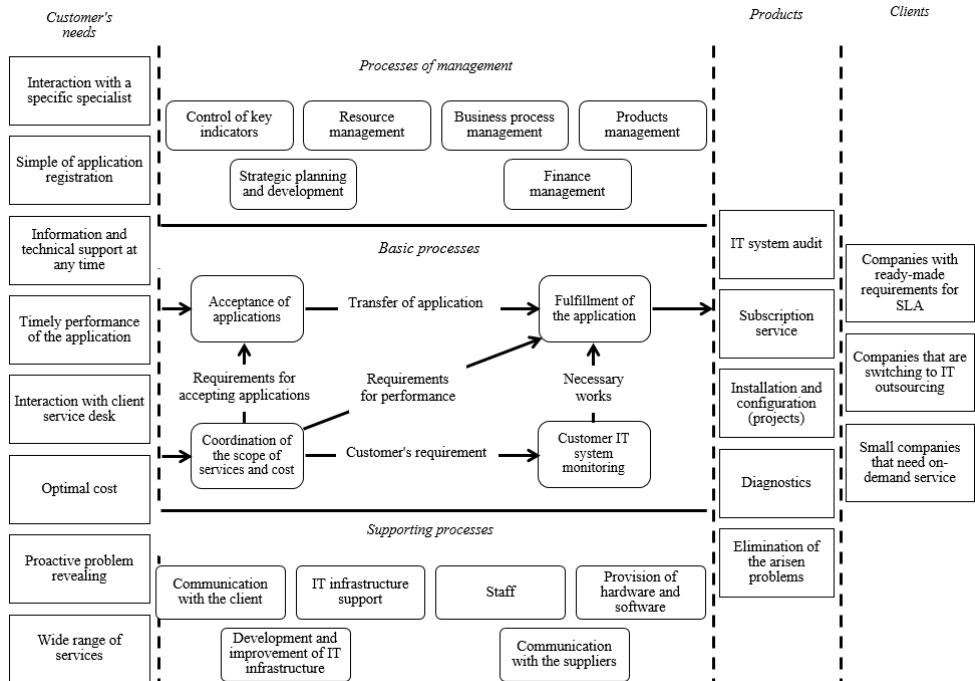 Customer's
needs
Interaction with a
specific specialist
Simple of application
registration
Information and
technical support at
any time
Timely performance
of the application
Interaction with client
service desk
Optimal cost
Proactive problem
revealing
Wide range of
services
Processes of management
Control of key
indicators
Resource
management
Business process
management
Products
management
Strategic planning
and development
Finance
management
Basic processes
Acceptance of
applications
Transfer of application
Fulfillment of
the application
Requirements for
accepting applications
Requirements
for performance
Necessary
works
Coordination of
the scope of
services and cost
Customer's requirement
Customer IT
system
monitoring
Supporting processes
Communication
with the client
IT infrastructure
support
Staff
Provision of
hardware and
software
Development and
improvement of IT
infrastructure
Communication
with the suppliers
Products
IT system audit
Subscription
service
Installation and
configuration
(projects)
Diagnostics
Elimination of
the arisen
problems
Clients
Companies with
ready-made
requirements for
SLA
Companies that are
switching to IT
outsourcing
Small companies
that need on-
demand service